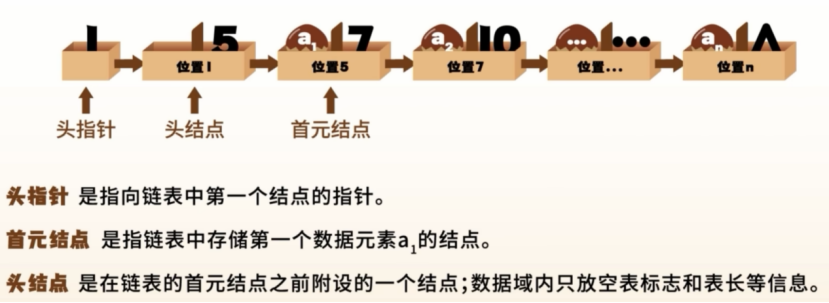 1 5 a1 7 a2 10 ... ... an ∧
位置1 位置5 位置7 位置... 位置n
头指针 头结点 首元结点
头指针 是指向链表中第一个结点的指针。
首元结点 是指链表中存储第一个数据元素a1的结点。
头结点 是在链表的首元结点之前附设的一个结点;数据域内只放空表标志和表长等信息。